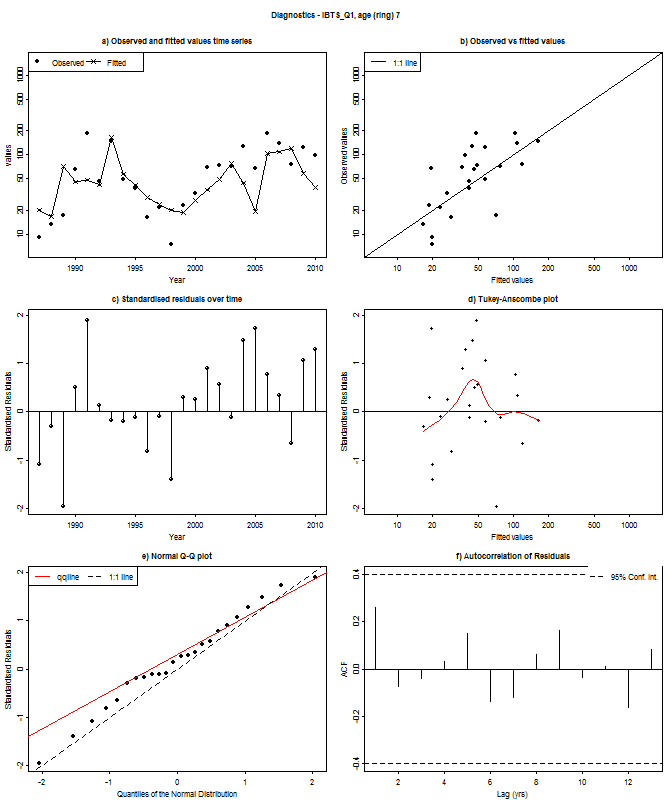 Diagnostics - IBTS_Q1, age (ring) 7
a) Observed and fitted values time series
Observed
Fitted
values
10
20
50
100
200
500
1000
1990
1995
2000
2005
2010
Year
b) Observed vs fitted values
1:1 line
Observed values
10
20
50
100
200
500
1000
10
20
50
100
200
500
1000
Fitted values
c) Standardised residuals over time
Standardised Residuals
-2
-1
0
1
2
1990
1995
2000
2005
2010
Year
d) Tukey-Anscombe plot
Standardised Residuals
-2
-1
0
1
2
10
20
50
100
200
500
1000
Fitted values
e) Normal Q-Q plot
qqline
1:1 line
Standardised Residuals
-2
-1
0
1
2
-2
-1
0
1
2
Quantiles of the Normal Distribution
f) Autocorrelation of Residuals
95% Conf. Int.
ACF
-0.4
-0.2
0.0
0.2
0.4
2
4
6
8
10
12
Lag (yrs)